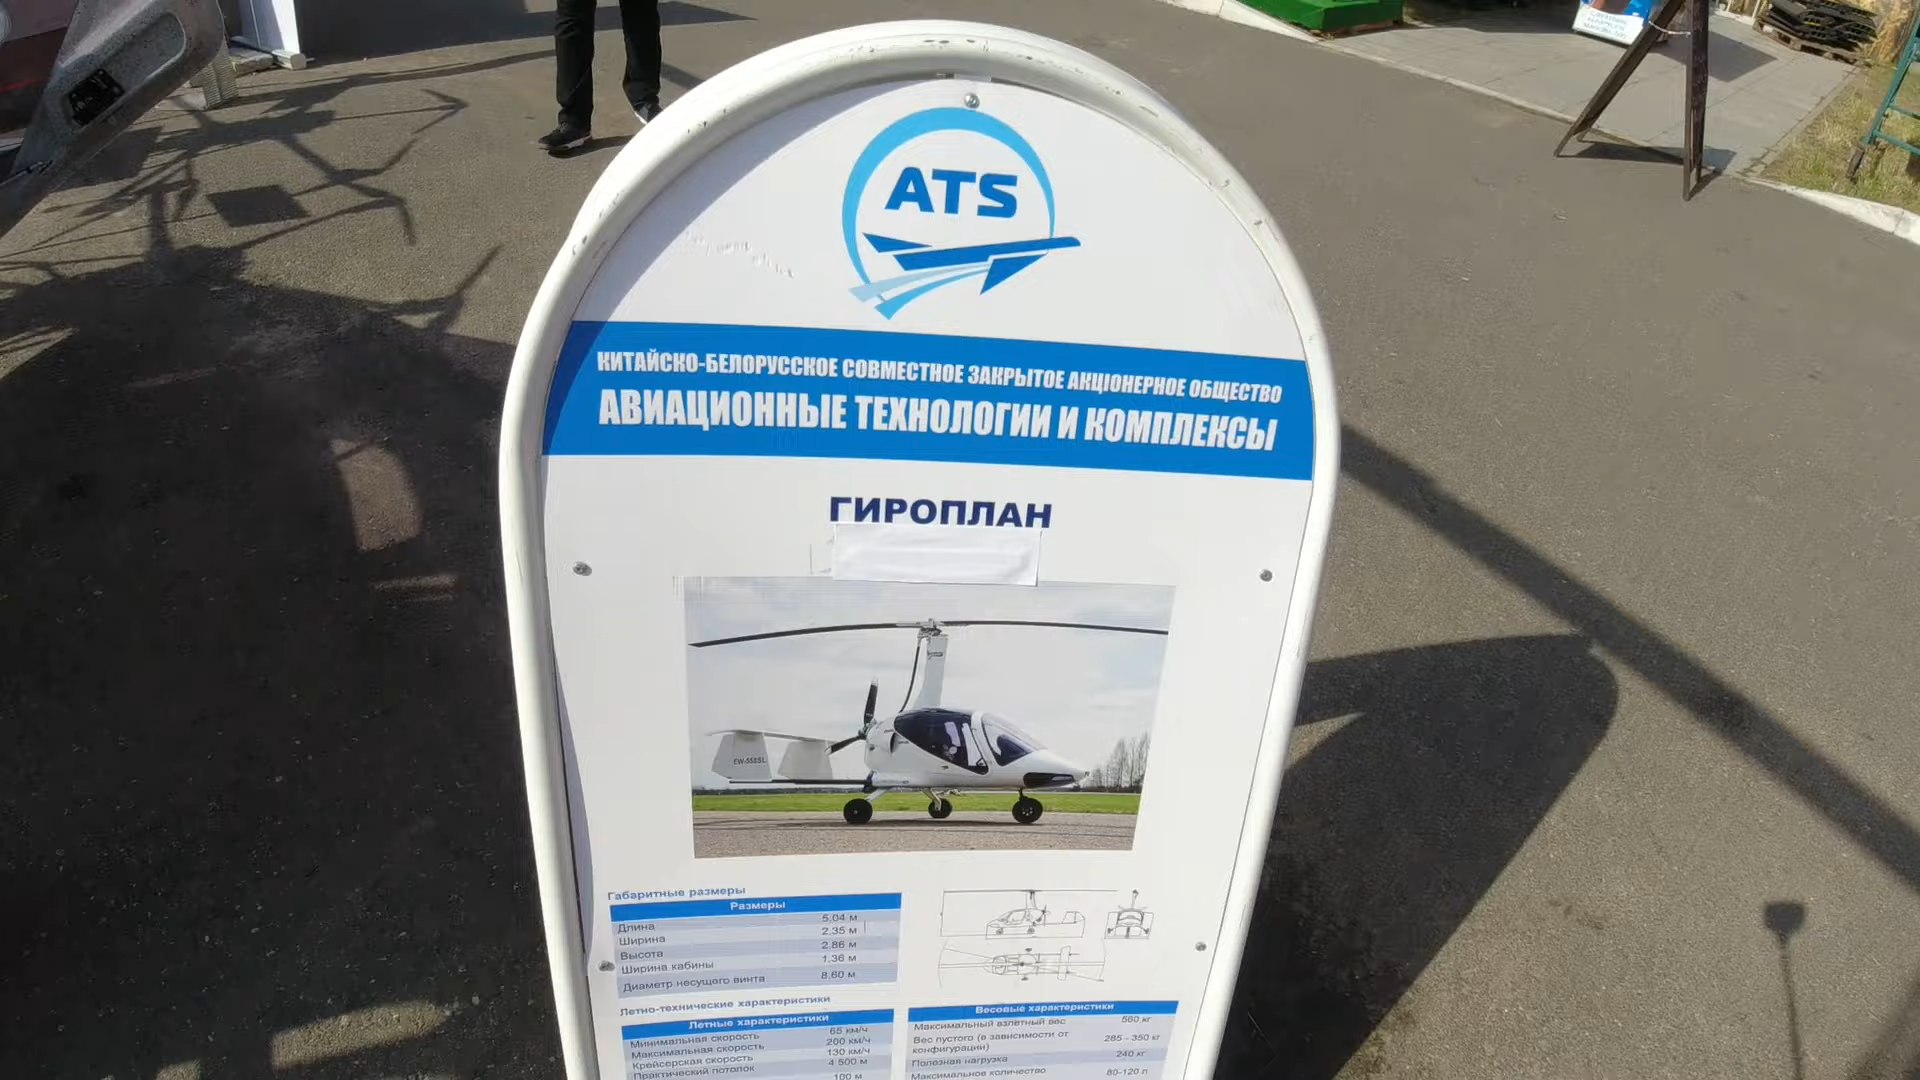 ATS
КИТАЙСКО-БЕЛОРУССКОЕ СОВМЕСТНОЕ ЗАКРЫТОЕ АКЦІОНЕРНОЕ ОБЩЕСТВО
АВИАЦИОННЫЕ ТЕХНОЛОГИИ И КОМПЛЕКСЫ
ГИРОПЛАН
EW-558SL
Габаритные размеры
Размеры
Длина 5.04 м
Ширина 2.35 м
Высота 2.86 м
Ширина кабины 1,36 м
Диаметр несущего винта 8,60 м
Летно-технические характеристики
Летные характеристики
Минимальная скорость 65 км/ч
Максимальная скорость 200 км/ч
Крейсерская скорость 130 км/ч
Практический потолок 4 500 м
100 м
Весовые характеристики
Максимальный взлетный вес 560 кг
Вес пустого (в зависимости от
конфигурации) 285 - 350 кг
Полезная нагрузка 240 кг
Максимальное количество 80-120 л